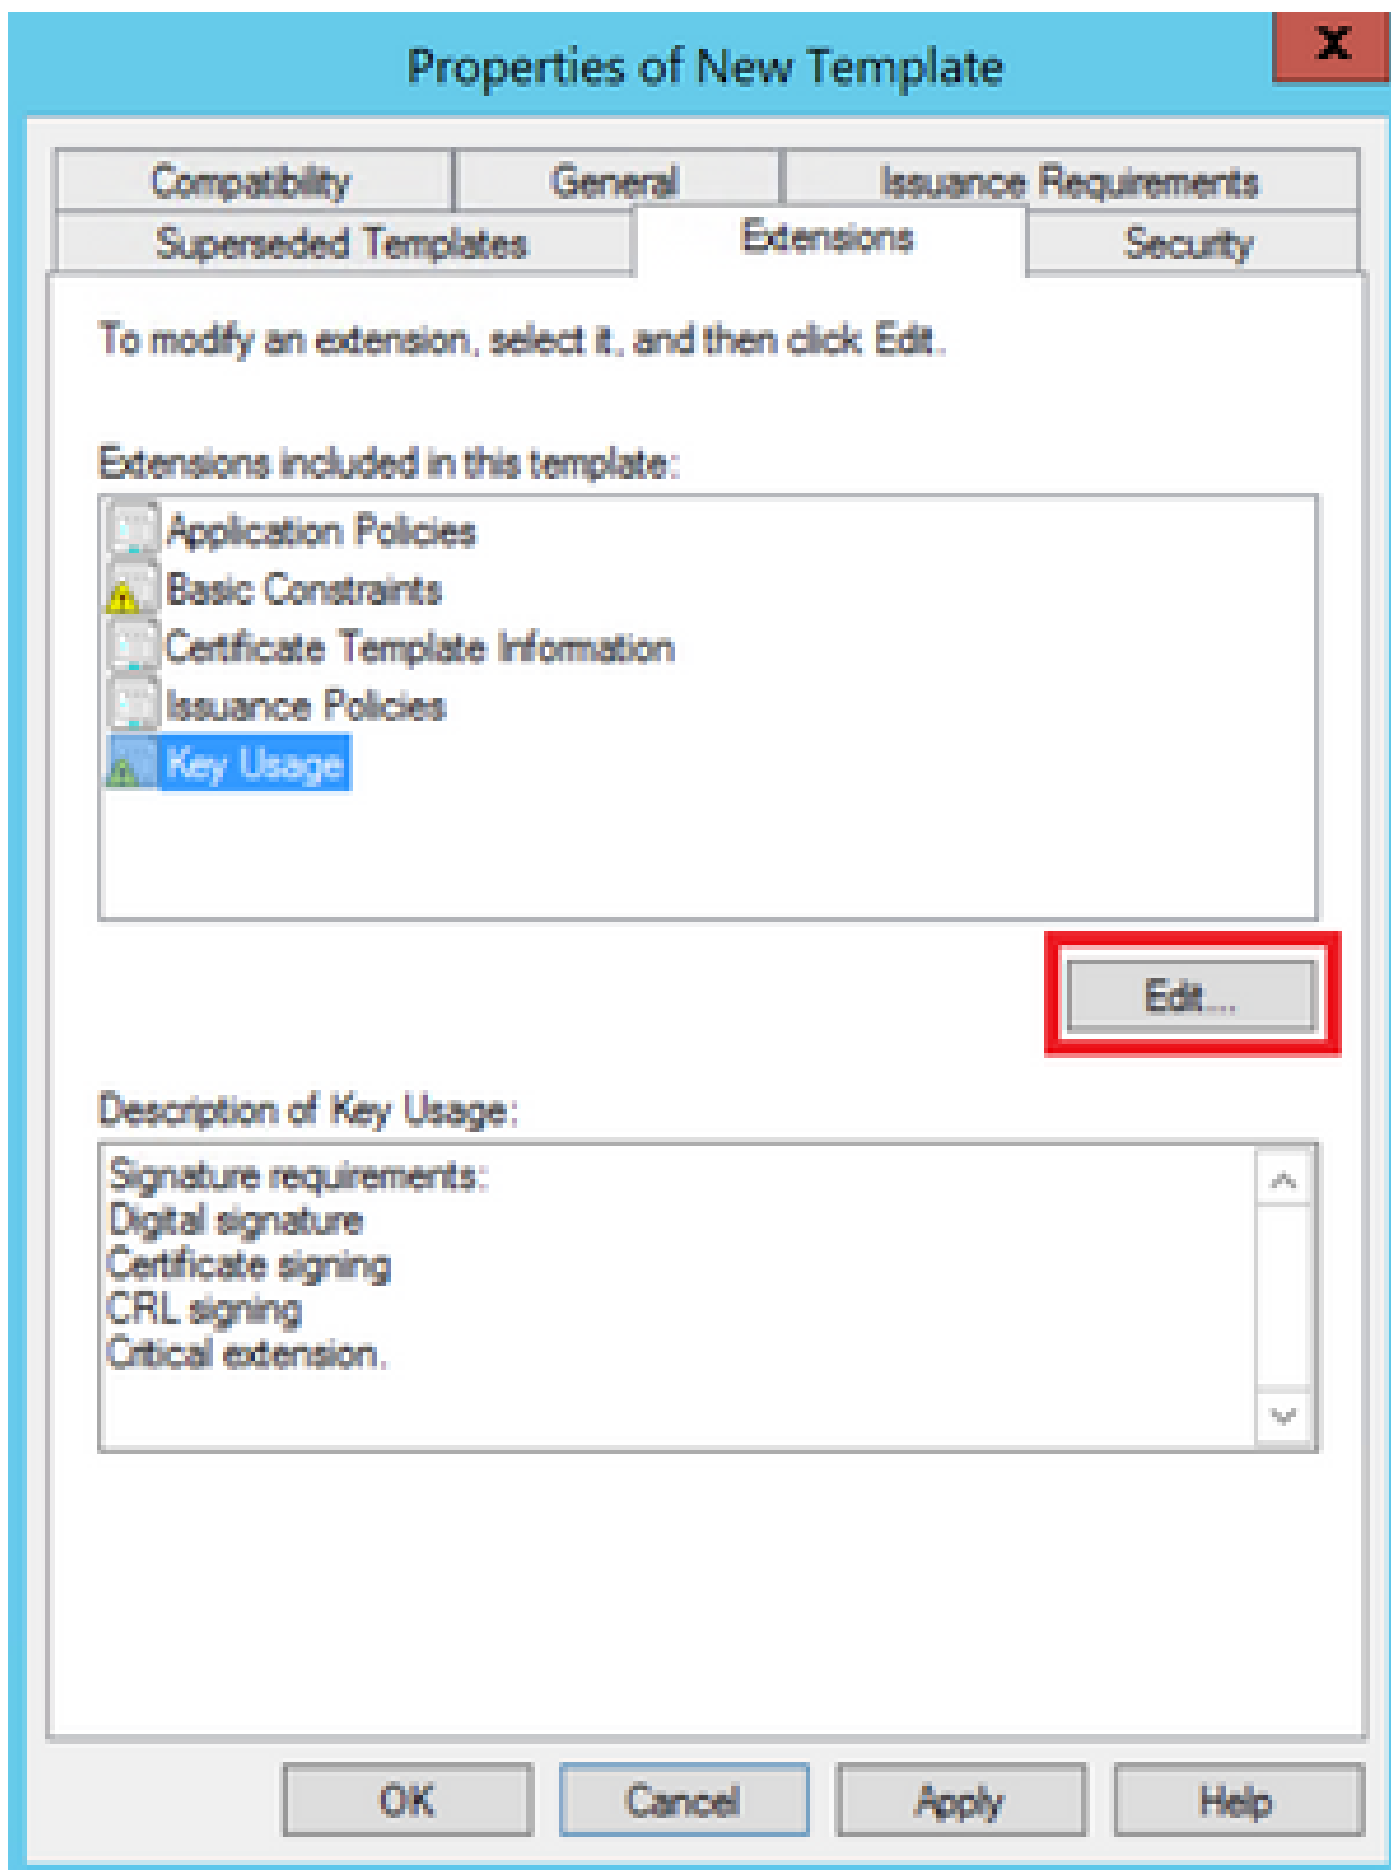 Properties of New Template
x
Compatibility General Issuance Requirements
Superseded Templates Extensions Security
To modify an extension, select it, and then click Edit.
Extensions included in this template:
Application Policies
Basic Constraints
Certificate Template Information
Issuance Policies
Key Usage
Edit...
Description of Key Usage:
Signature requirements:
Digital signature
Certificate signing
CRL signing
Critical extension.
OK Cancel Apply Help